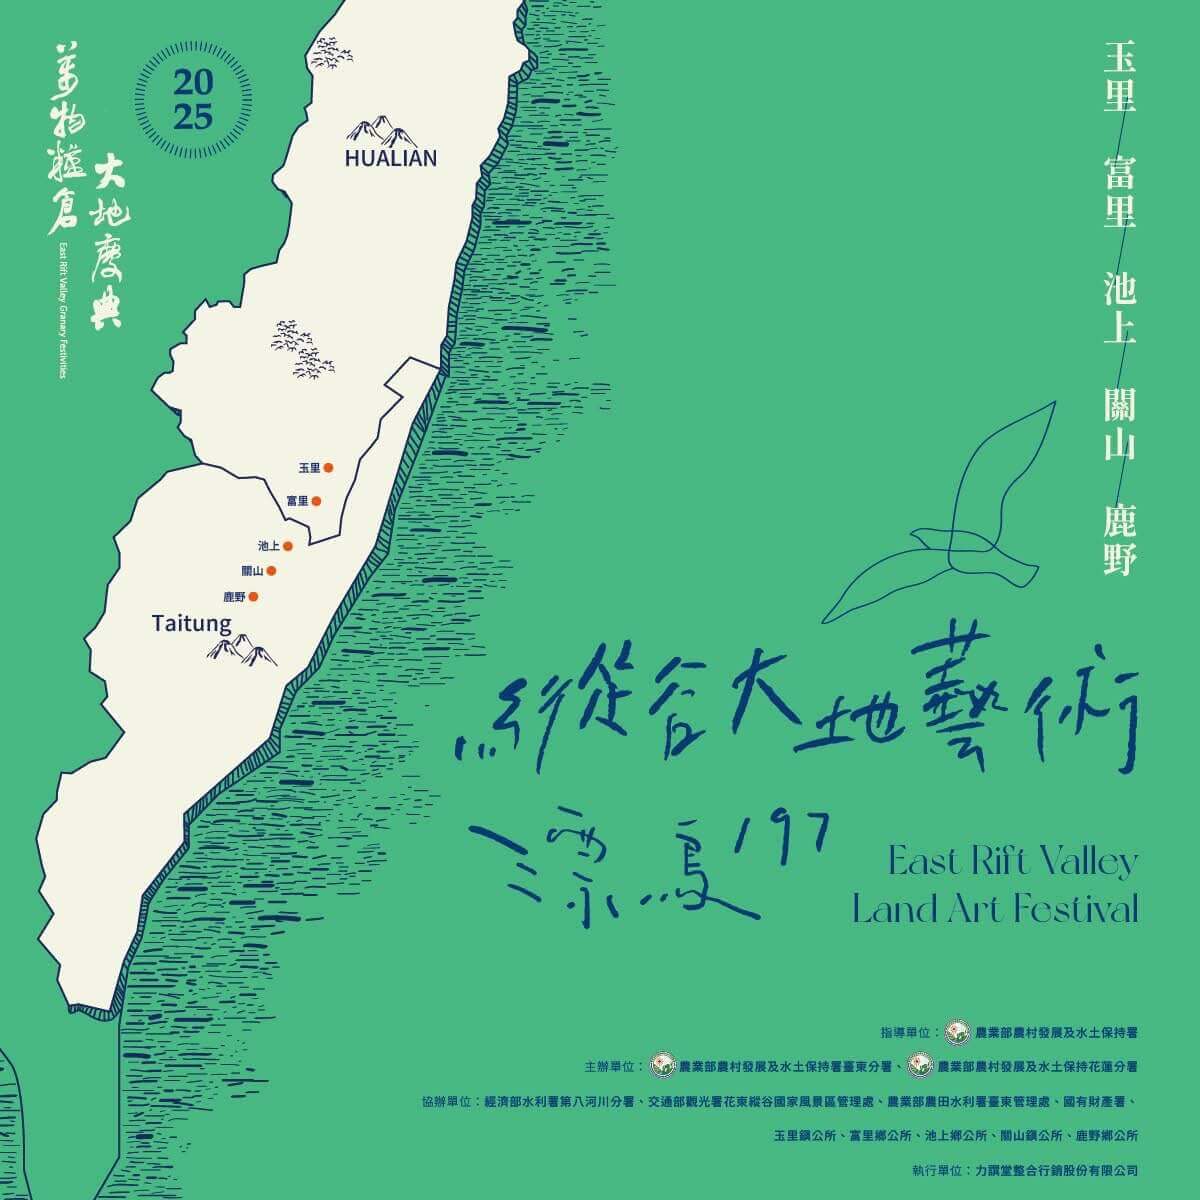 萬物糧倉
大地慶典
East Rift Valley Granary Festivities
20
25
HUALIAN
玉里
富里
池上
關山
鹿野
Taitung
玉里
富里
池上
關山
鹿野
縱谷大地藝術
漂鳥197
East Rift Valley
Land Art Festival
指導單位：農業部農村發展及水土保持署
主辦單位：農業部農村發展及水土保持署臺東分署、農業部農村發展及水土保持花蓮分署
協辦單位：經濟部水利署第八河川分署、交通部觀光署花東縱谷國家風景區管理處、農業部農田水利署臺東管理處、國有財產署、
玉里鎮公所、富里鄉公所、池上鄉公所、關山鎮公所、鹿野鄉公所
執行單位：力譔堂整合行銷股份有限公司